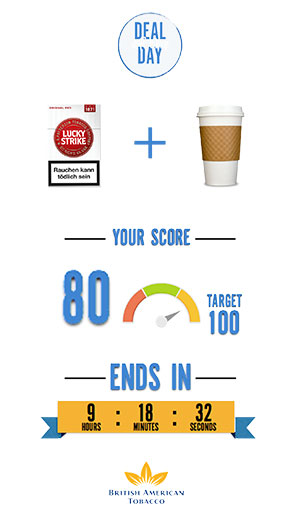 DEAL
DAY
1871
LUCKY
STRIKE
Rauchen kann
tödlich sein
YOUR SCORE
80
TARGET
100
ENDS IN
9 : 18 : 32
HOURS MINUTES SECONDS
BRITISH AMERICAN
TOBACCO